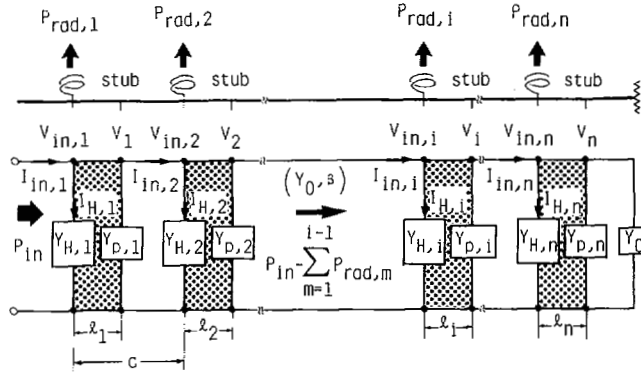 P_rad,1 P_rad,2 P_rad,i P_rad,n
stub stub stub stub
V_in,1 V_1 V_in,2 V_2 V_in,i V_i V_in,n V_n
I_in,1 I_H,1 I_in,2 I_H,2 (Y_0, β) I_in,i I_H,i I_in,n I_H,n
P_in Y_H,1 Y_p,1 Y_H,2 Y_p,2 P_in-∑_{m=1}^{i-1} P_rad,m Y_H,i Y_p,i Y_H,n Y_p,n Y_0
ℓ_1 ℓ_2 ℓ_i ℓ_n
G